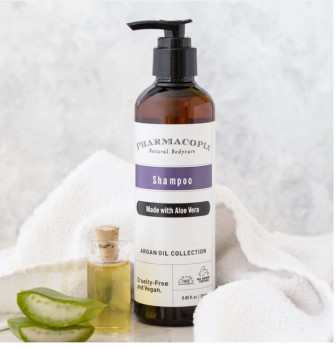 PHARMACOPIA
Natural Bodycare
Shampoo
Made with Aloe Vera
ARGAN OIL COLLECTION
Cruelty-Free
and Vegan.